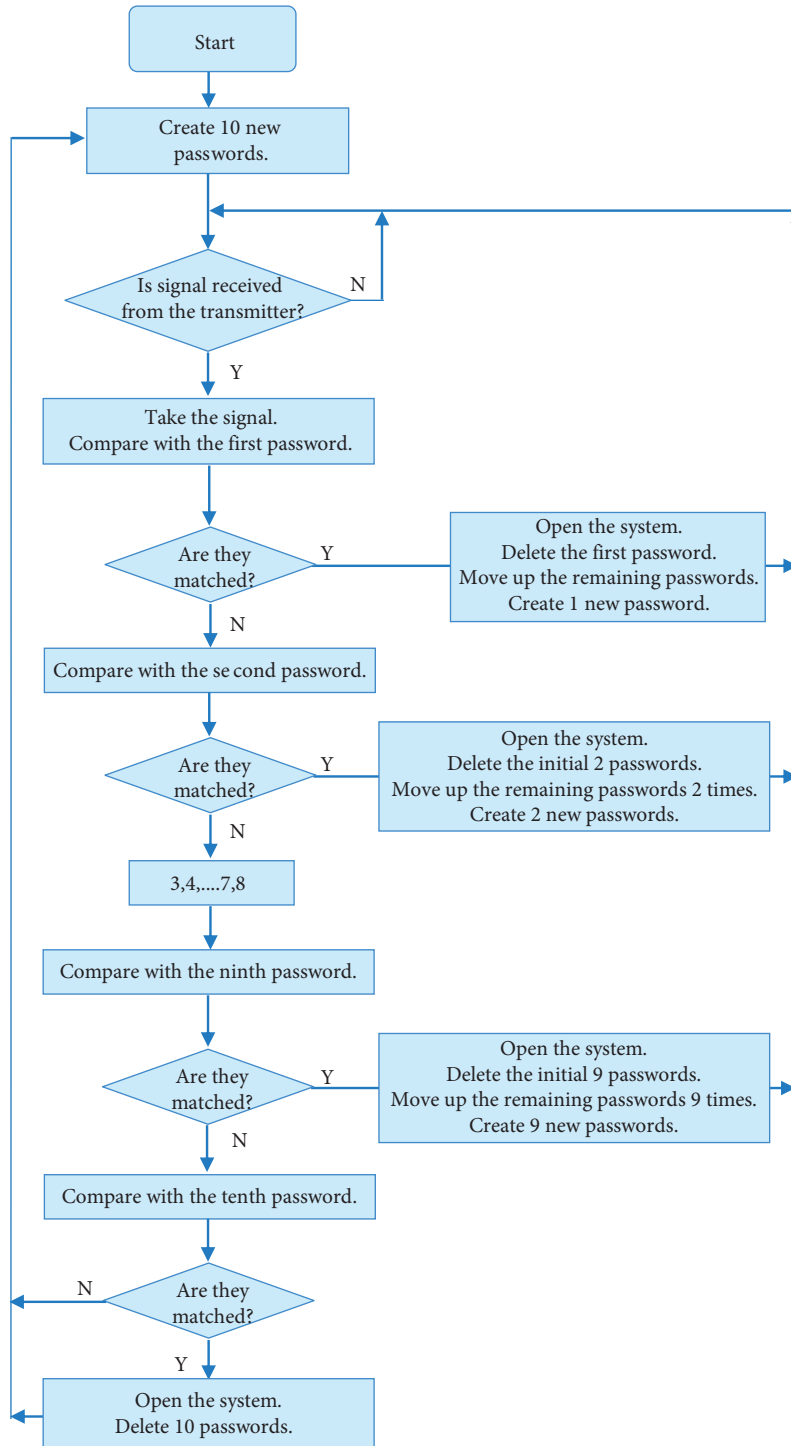 Start
Create 10 new
passwords.
Is signal received
from the transmitter?
N
Y
Take the signal.
Compare with the first password.
Are they
matched?
Y
Open the system.
Delete the first password.
Move up the remaining passwords.
Create 1 new password.
N
Compare with the se cond password.
Are they
matched?
Y
Open the system.
Delete the initial 2 passwords.
Move up the remaining passwords 2 times.
Create 2 new passwords.
N
3,4,....7,8
Compare with the ninth password.
Are they
matched?
Y
Open the system.
Delete the initial 9 passwords.
Move up the remaining passwords 9 times.
Create 9 new passwords.
N
Compare with the tenth password.
N
Are they
matched?
Y
Open the system.
Delete 10 passwords.